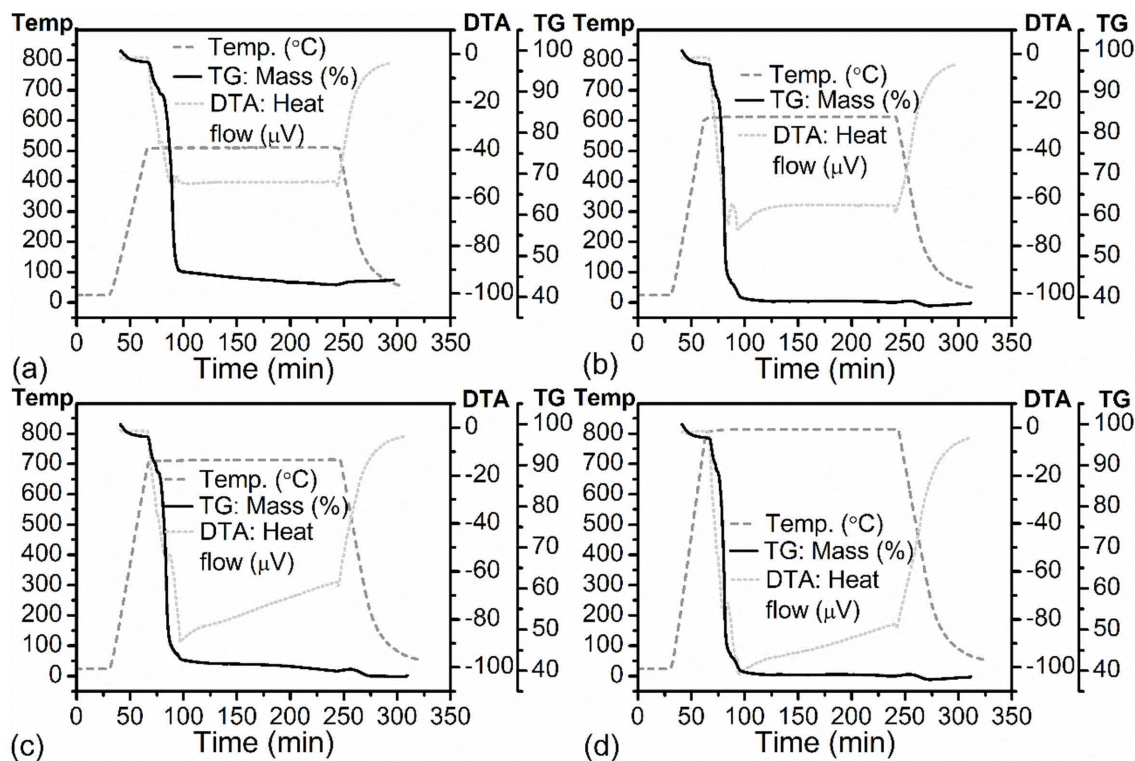 Temp DTA TG
800 0 100
700 -20 90
600 80
500 -40 70
400 -60
300 60
200 -80 50
100
0 -100 40
Temp. (°C)
TG: Mass (%)
DTA: Heat
flow (μV)
0 50 100 150 200 250 300 350
Time (min)
(a)
Temp DTA TG
800 0 100
700 -20 90
600 80
500 -40 70
400 -60
300 60
200 -80 50
100
0 -100 40
Temp. (°C)
TG: Mass (%)
DTA: Heat
flow (μV)
0 50 100 150 200 250 300 350
Time (min)
(b)
Temp DTA TG
800 0 100
700 -20 90
600 80
500 -40 70
400 -60
300 60
200 -80 50
100
0 -100 40
Temp. (°C)
TG: Mass (%)
DTA: Heat
flow (μV)
0 50 100 150 200 250 300 350
Time (min)
(c)
Temp DTA TG
800 0 100
700 -20 90
600 80
500 -40 70
400 -60
300 60
200 -80 50
100
0 -100 40
Temp. (°C)
TG: Mass (%)
DTA: Heat
flow (μV)
0 50 100 150 200 250 300 350
Time (min)
(d)